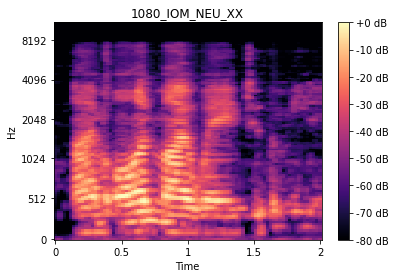 1080_IOM_NEU_XX
8192
4096
2048
1024
512
0
Hz
0
0.5
1
1.5
2
Time
+0 dB
-10 dB
-20 dB
-30 dB
-40 dB
-50 dB
-60 dB
-70 dB
-80 dB